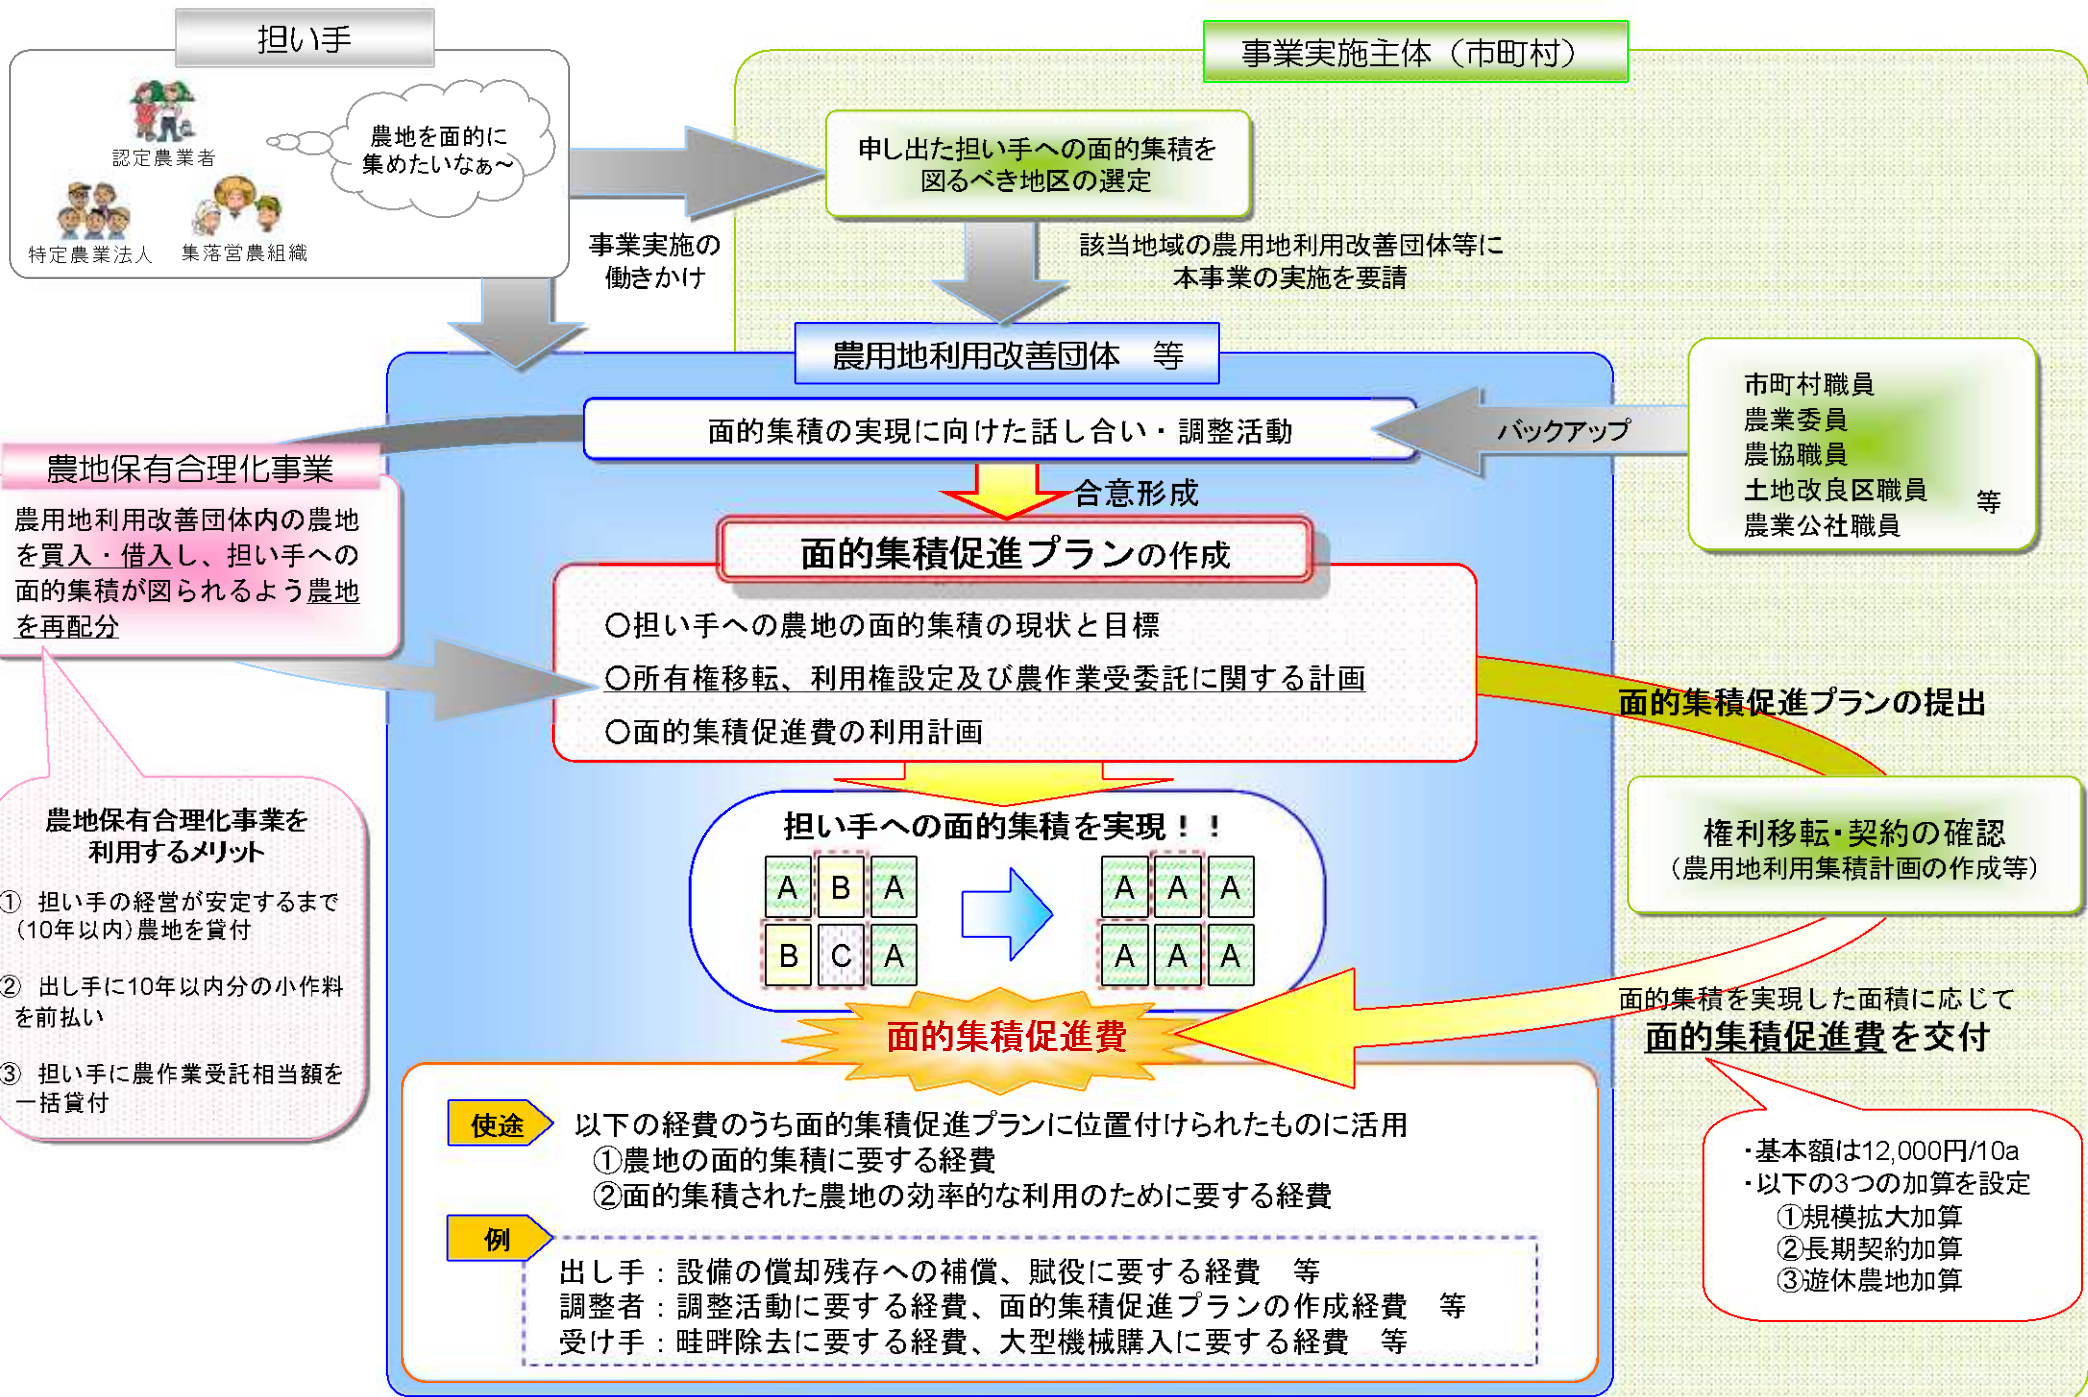 担い手
認定農業者
農地を面的に
集めたいなぁ～
特定農業法人
集落営農組織
事業実施主体（市町村）
申し出た担い手への面的集積を
図るべき地区の選定
事業実施の
働きかけ
該当地域の農用地利用改善団体等に
本事業の実施を要請
農用地利用改善団体　等
面的集積の実現に向けた話し合い・調整活動
バックアップ
市町村職員
農業委員
農協職員
土地改良区職員　等
農業公社職員
農地保有合理化事業
農用地利用改善団体内の農地
を買入・借入し、担い手への
面的集積が図られるよう農地
を再配分
合意形成
面的集積促進プランの作成
○担い手への農地の面的集積の現状と目標
○所有権移転、利用権設定及び農作業受委託に関する計画
○面的集積促進費の利用計画
面的集積促進プランの提出
農地保有合理化事業を
利用するメリット
①　担い手の経営が安定するまで
（10年以内）農地を貸付
②　出し手に10年以内分の小作料
を前払い
③　担い手に農作業受託相当額を
一括貸付
担い手への面的集積を実現！！
A B A A A A
B C A A A A
権利移転・契約の確認
（農用地利用集積計画の作成等）
面的集積を実現した面積に応じて
面的集積促進費を交付
面的集積促進費
使途
以下の経費のうち面的集積促進プランに位置付けられたものに活用
①農地の面的集積に要する経費
②面的集積された農地の効率的な利用のために要する経費
例
出し手：設備の償却残存への補償、賦役に要する経費　等
調整者：調整活動に要する経費、面的集積促進プランの作成経費　等
受け手：畦畔除去に要する経費、大型機械購入に要する経費　等
・基本額は12,000円/10a
・以下の3つの加算を設定
①規模拡大加算
②長期契約加算
③遊休農地加算